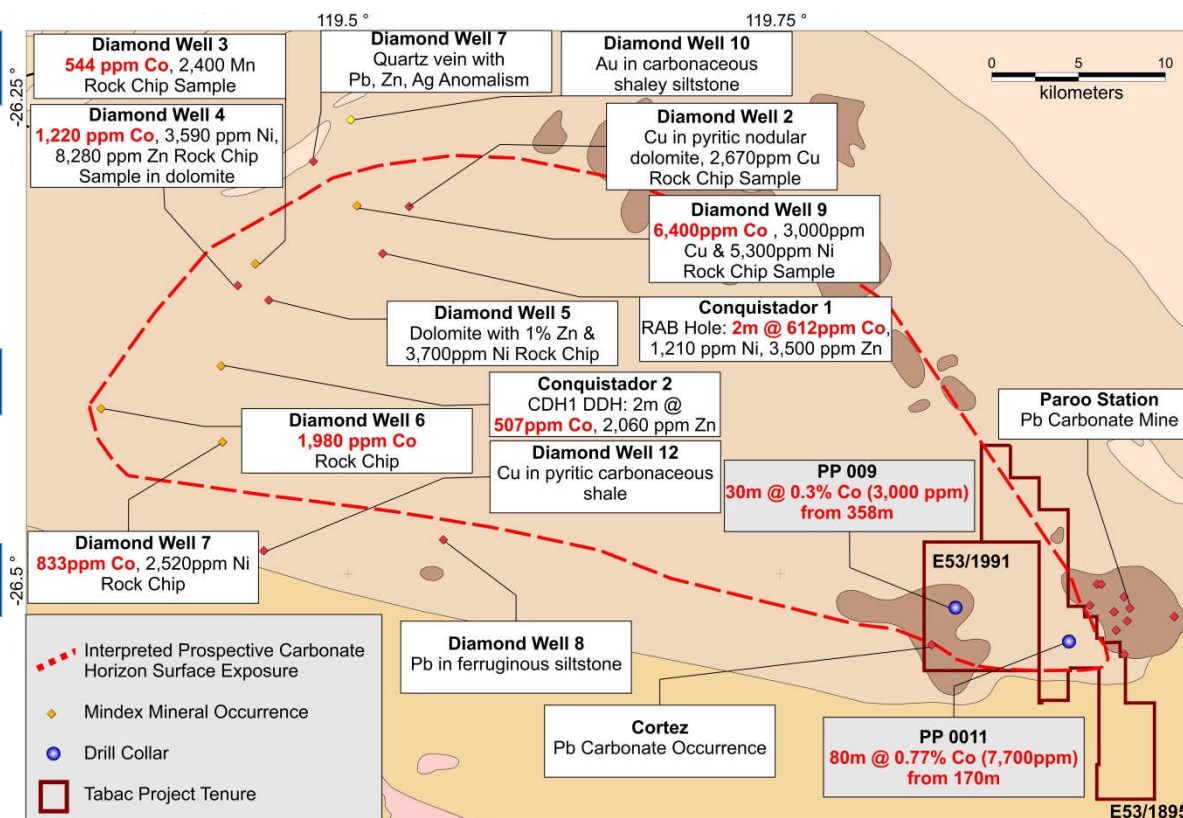 119.5 °
119.75 °
-26.25
-26.5 °
Diamond Well 3
544 ppm Co, 2,400 Mn
Rock Chip Sample
Diamond Well 7
Quartz vein with
Pb, Zn, Ag Anomalism
Diamond Well 10
Au in carbonaceous
shaley siltstone
0 5 10
kilometers
Diamond Well 4
1,220 ppm Co, 3,590 ppm Ni,
8,280 ppm Zn Rock Chip
Sample in dolomite
Diamond Well 2
Cu in pyritic nodular
dolomite, 2,670ppm Cu
Rock Chip Sample
Diamond Well 9
6,400ppm Co , 3,000ppm
Cu & 5,300ppm Ni
Rock Chip Sample
Diamond Well 5
Dolomite with 1% Zn &
3,700ppm Ni Rock Chip
Conquistador 1
RAB Hole: 2m @ 612ppm Co,
1,210 ppm Ni, 3,500 ppm Zn
Conquistador 2
CDH1 DDH: 2m @
507ppm Co, 2,060 ppm Zn
Paroo Station
Pb Carbonate Mine
Diamond Well 6
1,980 ppm Co
Rock Chip
Diamond Well 12
Cu in pyritic carbonaceous
shale
PP 009
30m @ 0.3% Co (3,000 ppm)
from 358m
Diamond Well 7
833ppm Co, 2,520ppm Ni
Rock Chip
E53/1991
Diamond Well 8
Pb in ferruginous siltstone
Cortez
Pb Carbonate Occurrence
PP 0011
80m @ 0.77% Co (7,700ppm)
from 170m
E53/1895
Interpreted Prospective Carbonate
Horizon Surface Exposure
Mindex Mineral Occurrence
Drill Collar
Tabac Project Tenure